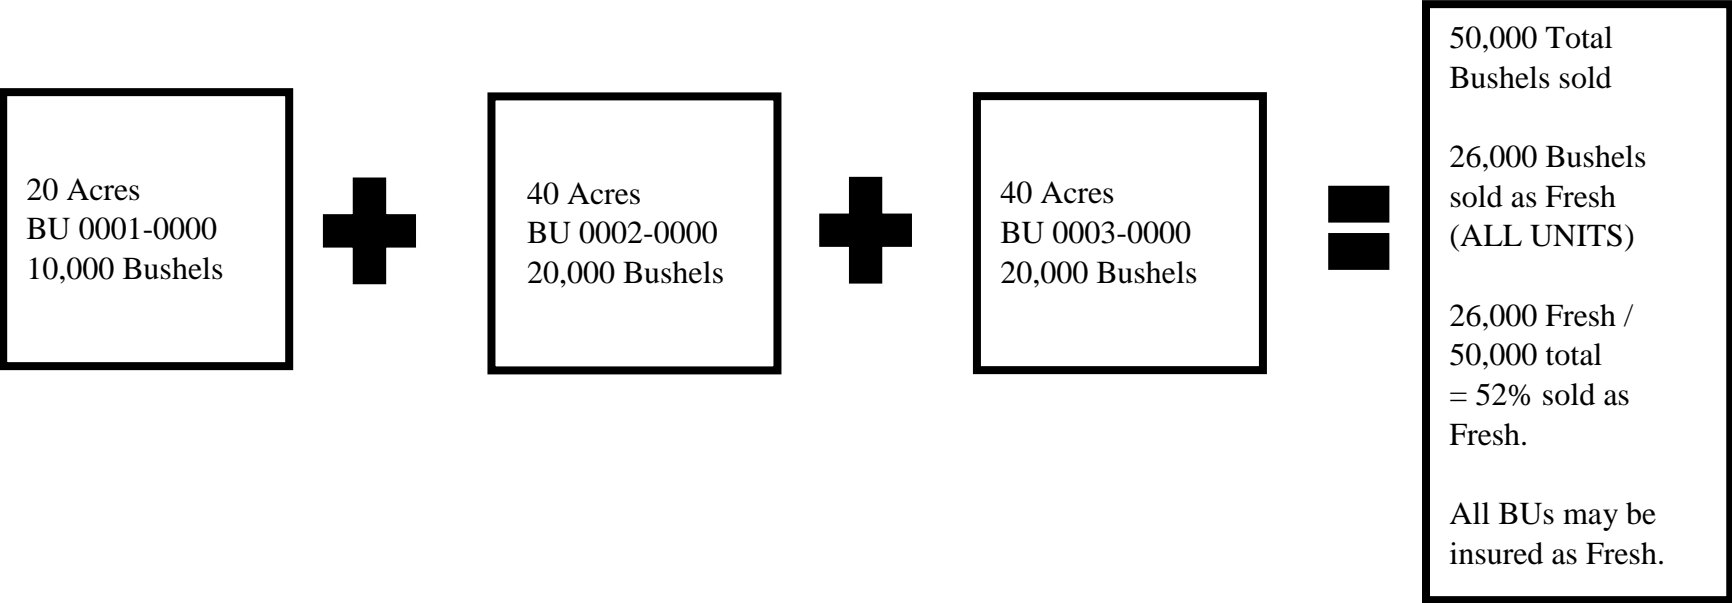 20 Acres
BU 0001-0000
10,000 Bushels
40 Acres
BU 0002-0000
20,000 Bushels
40 Acres
BU 0003-0000
20,000 Bushels
50,000 Total
Bushels sold
26,000 Bushels
sold as Fresh
(ALL UNITS)
26,000 Fresh /
50,000 total
= 52% sold as
Fresh.
All BUs may be
insured as Fresh.